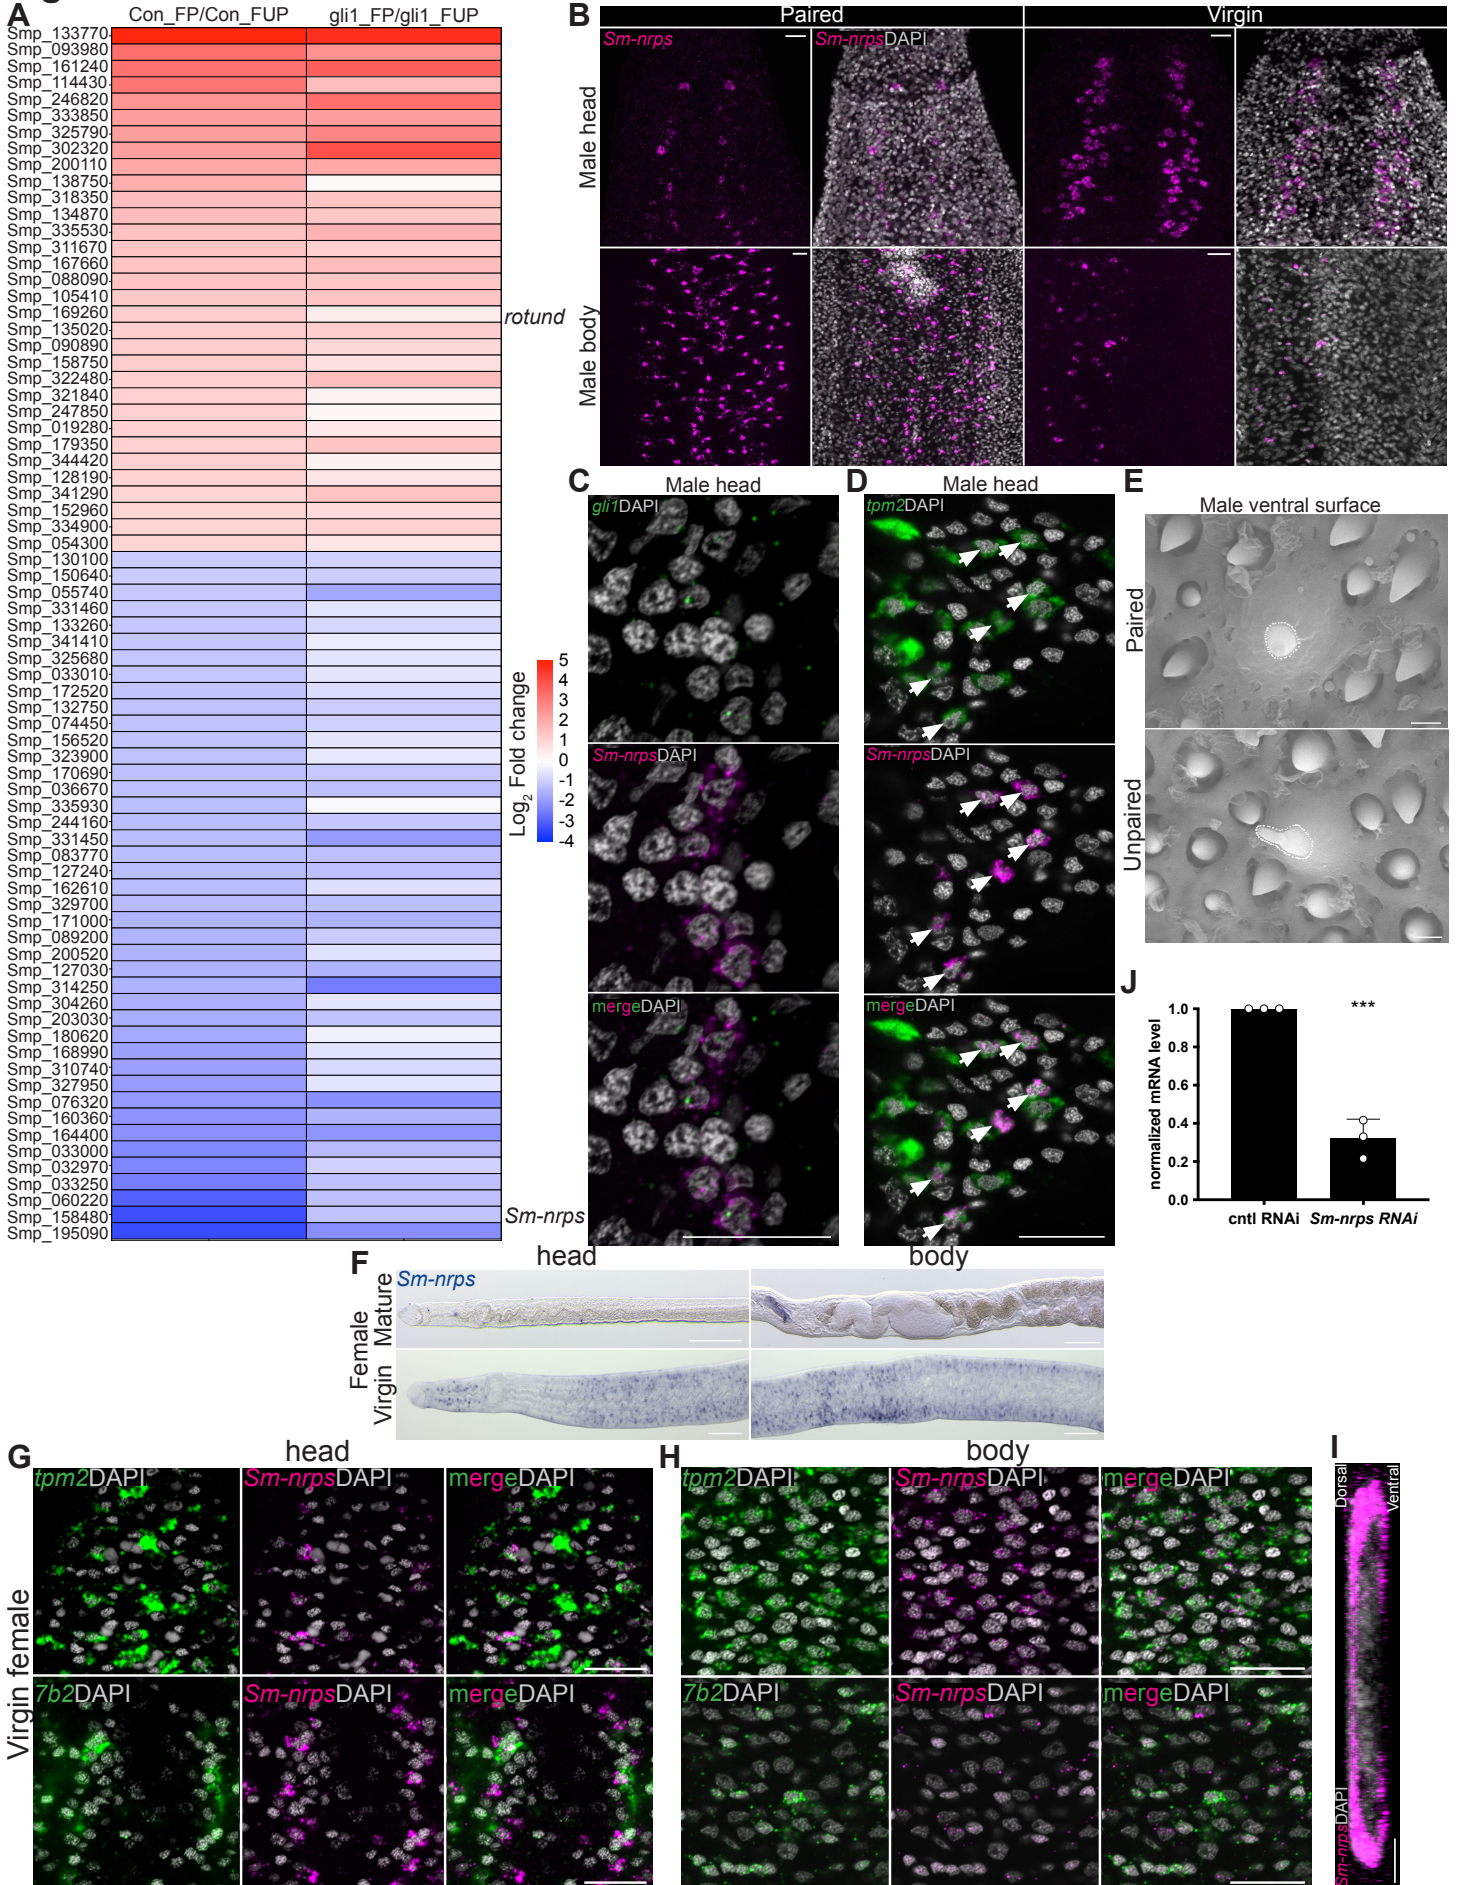 A
Con_FP/Con_FUP gli1_FP/gli1_FUP
Smp_133770
Smp_093980
Smp_161240
Smp_114430
Smp_246820
Smp_333850
Smp_325790
Smp_302320
Smp_200110
Smp_138750
Smp_318350
Smp_134870
Smp_335530
Smp_311670
Smp_167660
Smp_088090
Smp_105410
Smp_169260
rotund
Smp_135020
Smp_090890
Smp_158750
Smp_322480
Smp_321840
Smp_247850
Smp_019280
Smp_179350
Smp_344420
Smp_128190
Smp_341290
Smp_152960
Smp_334900
Smp_054300
Smp_130100
Smp_150640
Smp_055740
Smp_331460
Smp_133260
Smp_341410
Smp_325680
Smp_033010
Smp_172520
Smp_132750
Smp_074450
Smp_156520
Smp_323900
Smp_170690
Smp_036670
Smp_335930
Smp_244160
Smp_331450
Smp_083770
Smp_127240
Smp_162610
Smp_329700
Smp_171000
Smp_089200
Smp_200520
Smp_127030
Smp_314250
Smp_304260
Smp_203030
Smp_180620
Smp_168990
Smp_310740
Smp_327950
Smp_076320
Smp_160360
Smp_164400
Smp_033000
Smp_032970
Smp_033250
Smp_060220
Smp_158480
Sm-nrps
Smp_195090
Log2 Fold change
5
4
3
2
1
0
-1
-2
-3
-4
B
Paired Virgin
Male head
Sm-nrps Sm-nrpsDAPI
Male body
C
Male head
gli1DAPI
Sm-nrpsDAPI
mergeDAPI
D
Male head
tpm2DAPI
Sm-nrpsDAPI
mergeDAPI
E
Male ventral surface
Paired
Unpaired
J
normalized mRNA level
1.0
0.8
0.6
0.4
0.2
0.0
***
cntl RNAi Sm-nrps RNAi
F
head body
Female
Mature
Virgin
Sm-nrps
G
head
Virgin female
tpm2DAPI Sm-nrpsDAPI mergeDAPI
7b2DAPI Sm-nrpsDAPI mergeDAPI
H
body
tpm2DAPI Sm-nrpsDAPI mergeDAPI
7b2DAPI Sm-nrpsDAPI mergeDAPI
I
Dorsal
Ventral
Sm-nrpsDAPI